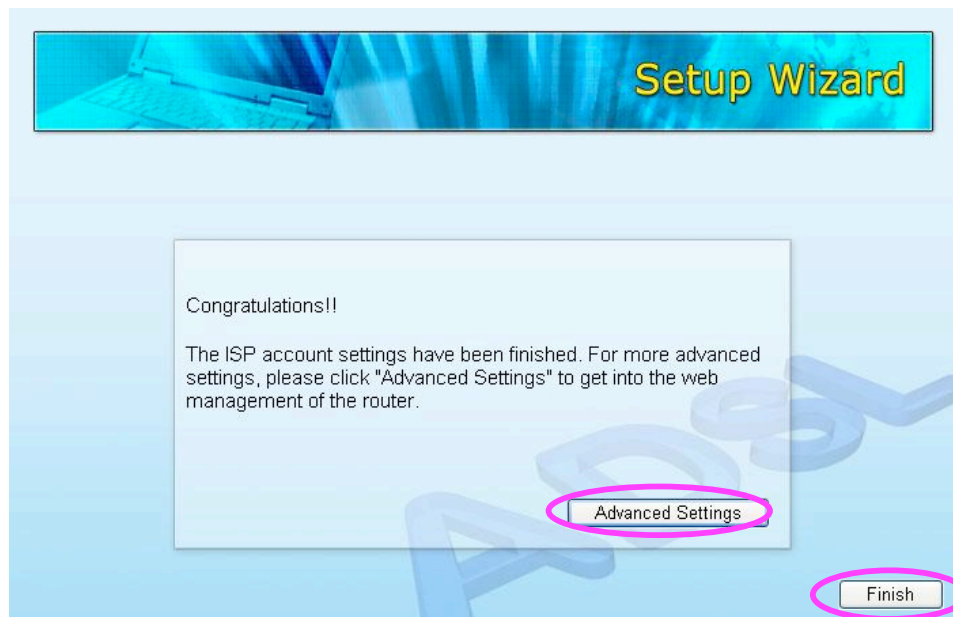 Setup Wizard
Congratulations!!
The ISP account settings have been finished. For more advanced
settings, please click "Advanced Settings" to get into the web
management of the router.
ADSL
Advanced Settings
Finish